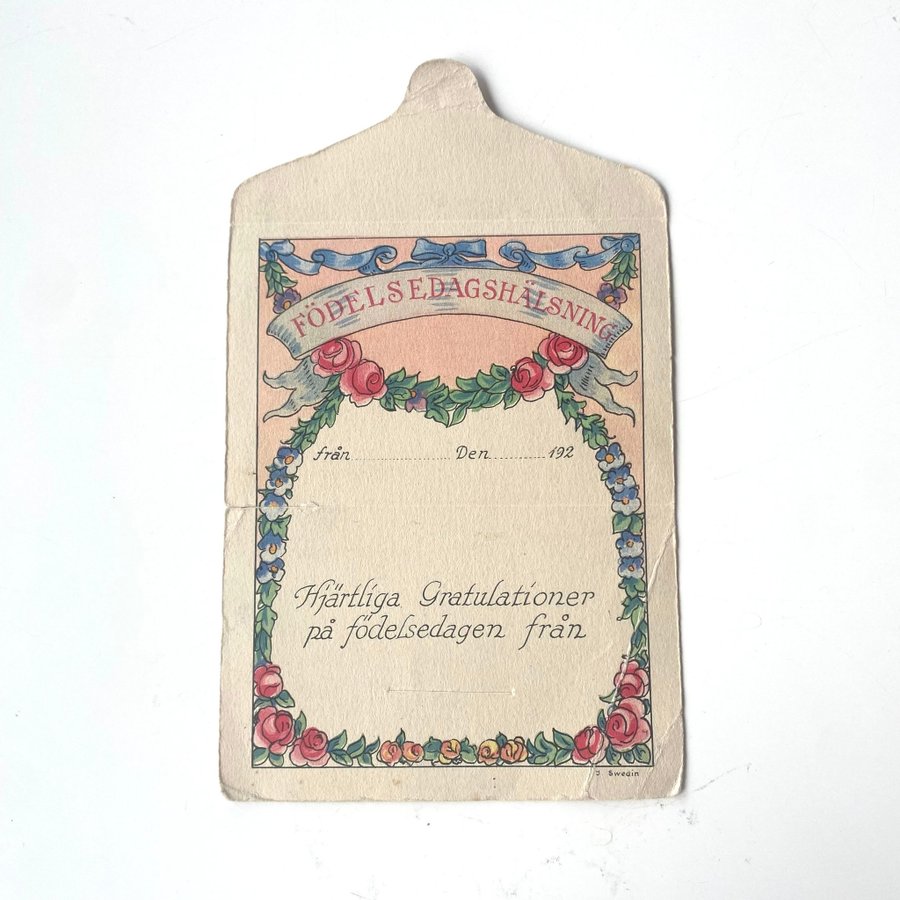 FÖDELSEDAGSHÄLSNING
från.................... Den........... 192
Hjärtliga Gratulationer
på födelsedagen från
J. Swedin